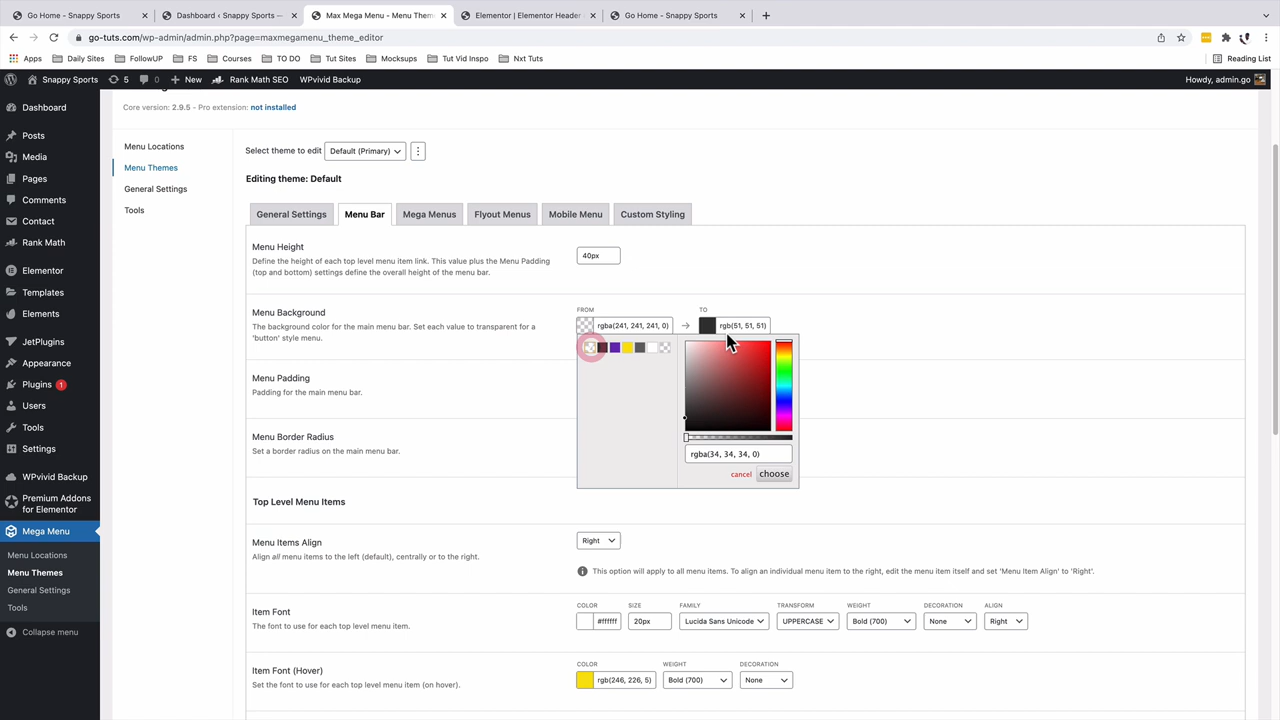 Go Home - Snappy Sports
Dashboard ‹ Snappy Sports —
Max Mega Menu - Menu Them
Elementor | Elementor Header
Go Home - Snappy Sports
go-tuts.com/wp-admin/admin.php?page=maxmegamenu_theme_editor
Apps Daily Sites FollowUP FS Courses TO DO Tut Sites Mockups Tut Vid Inspo Nxt Tuts Reading List
Snappy Sports 5 0 New Rank Math SEO WPvivid Backup Howdy, admin.go
Dashboard
Posts
Media
Pages
Comments
Contact
Rank Math
Elementor
Templates
Elements
JetPlugins
Appearance
Plugins 1
Users
Tools
Settings
WPvivid Backup
Premium Addons
for Elementor
Mega Menu
Menu Locations
Menu Themes
General Settings
Tools
Collapse menu
Core version: 2.9.5 - Pro extension: not installed
Menu Locations
Menu Themes
General Settings
Tools
Select theme to edit Default (Primary)
Editing theme: Default
General Settings Menu Bar Mega Menus Flyout Menus Mobile Menu Custom Styling
Menu Height
Define the height of each top level menu item link. This value plus the Menu Padding
(top and bottom) settings define the overall height of the menu bar.
40px
Menu Background
The background color for the main menu bar. Set each value to transparent for a
'button' style menu.
FROM TO
rgba(241, 241, 241, 0) → rgb(51, 51, 51)
rgba(34, 34, 34, 0)
cancel choose
Menu Padding
Padding for the main menu bar.
Menu Border Radius
Set a border radius on the main menu bar.
Top Level Menu Items
Menu Items Align
Align all menu items to the left (default), centrally or to the right.
Right
This option will apply to all menu items. To align an individual menu item to the right, edit the menu item itself and set 'Menu Item Align' to 'Right'.
Item Font
The font to use for each top level menu item.
COLOR SIZE FAMILY TRANSFORM WEIGHT DECORATION ALIGN
#ffffff 20px Lucida Sans Unicode UPPERCASE Bold (700) None Right
Item Font (Hover)
Set the font to use for each top level menu item (on hover).
COLOR WEIGHT DECORATION
rgb(246, 226, 5) Bold (700) None